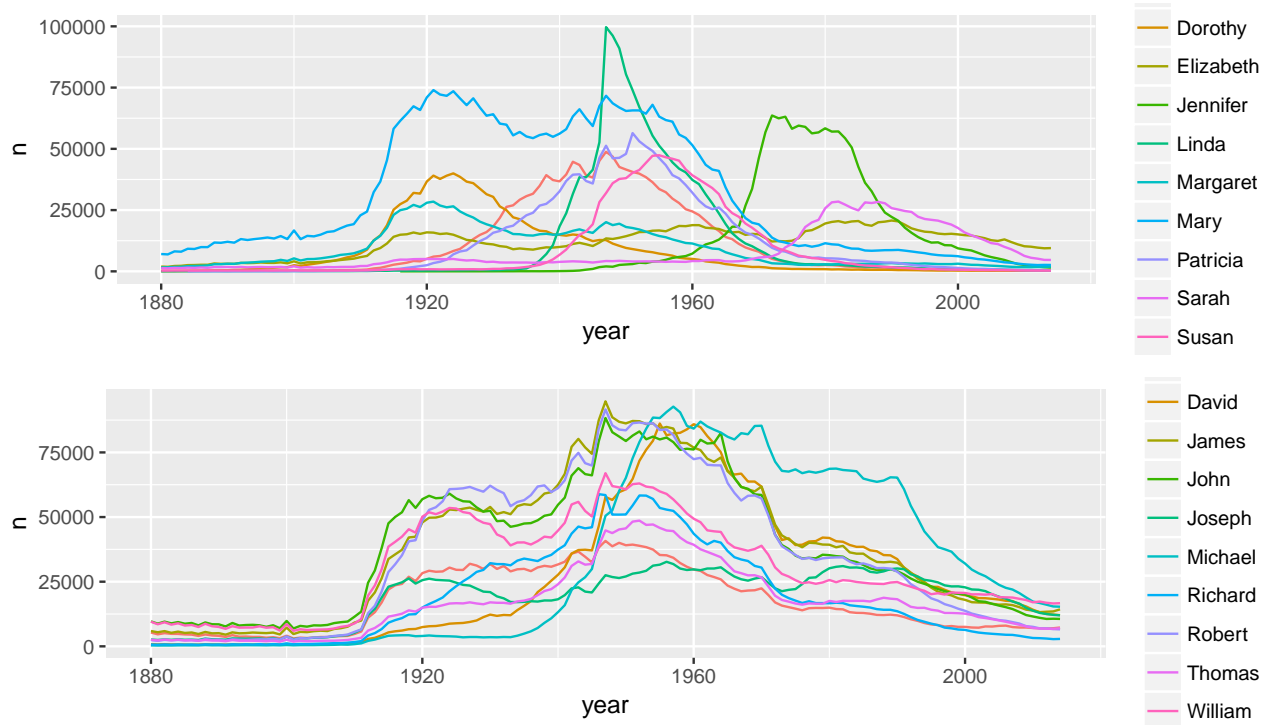 100000
75000
50000
25000
0
n
1880
1920
1960
2000
year
Dorothy
Elizabeth
Jennifer
Linda
Margaret
Mary
Patricia
Sarah
Susan
75000
50000
25000
0
n
1880
1920
1960
2000
year
David
James
John
Joseph
Michael
Richard
Robert
Thomas
William